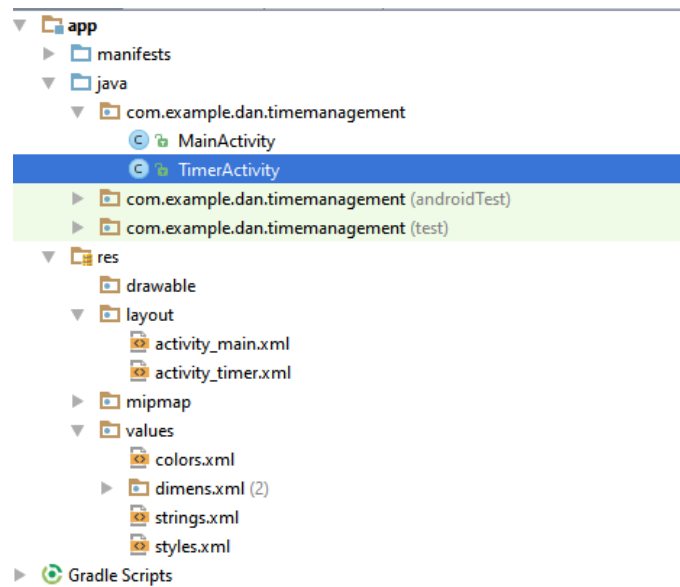 app
manifests
java
com.example.dan.timemanagement
MainActivity
TimerActivity
com.example.dan.timemanagement (androidTest)
com.example.dan.timemanagement (test)
res
drawable
layout
activity_main.xml
activity_timer.xml
mipmap
values
colors.xml
dimens.xml (2)
strings.xml
styles.xml
Gradle Scripts